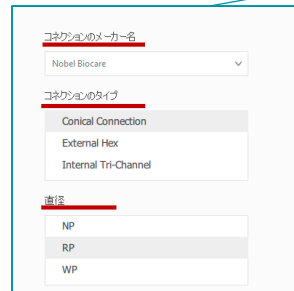 コネクションのメーカー名
Nobel Biocare
コネクションのタイプ
Conical Connection
External Hex
Internal Tri-Channel
直径
NP
RP
WP